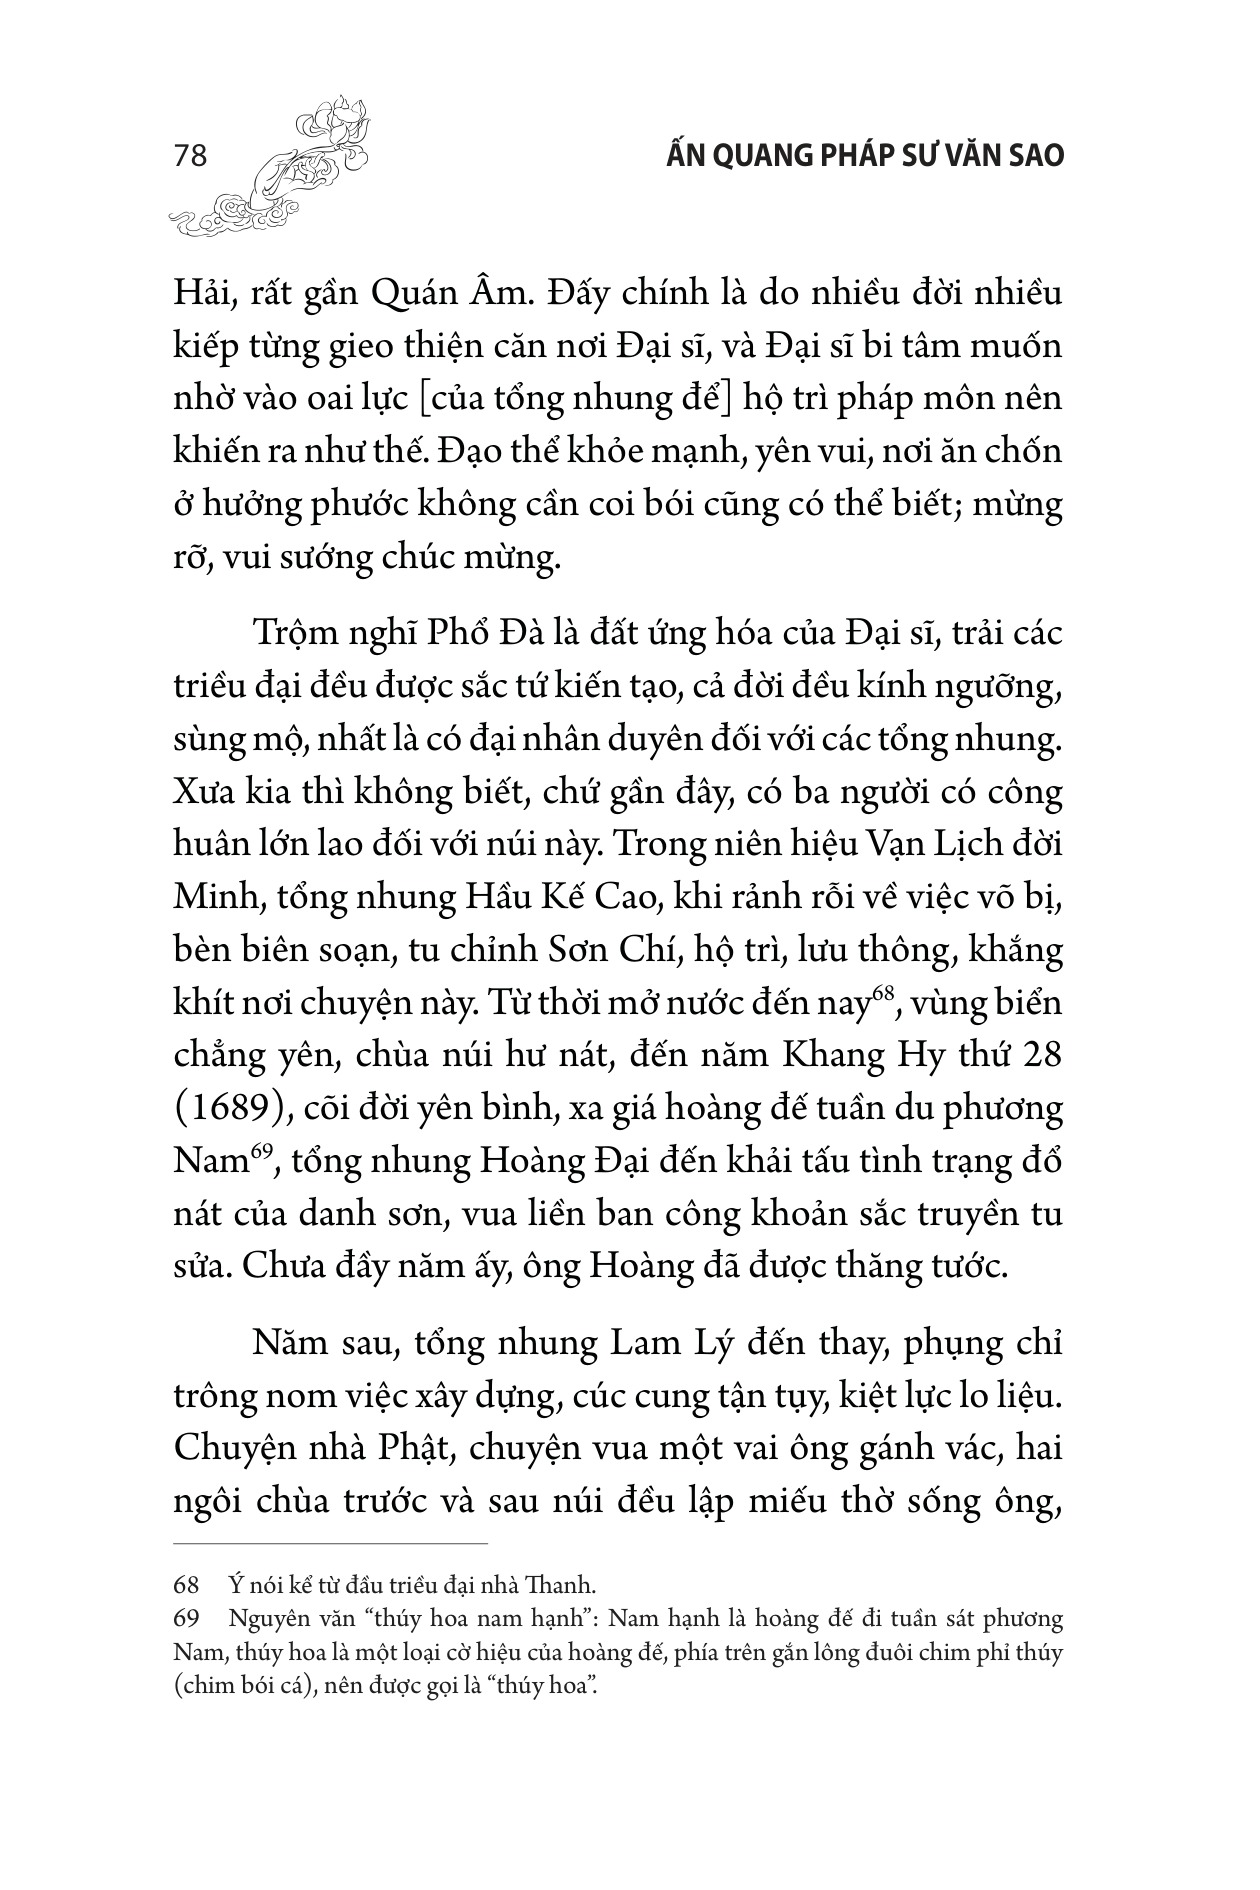 78
ẤN QUANG PHÁP SƯ VĂN SAO
Hải, rất gần Quán Âm. Đấy chính là do nhiều đời nhiều
kiếp từng gieo thiện căn nơi Đại sĩ, và Đại sĩ bi tâm muốn
nhờ vào oai lực [của tổng nhung để] hộ trì pháp môn nên
khiến ra như thế. Đạo thể khỏe mạnh, yên vui, nơi ăn chốn
ở hưởng phước không cần coi bói cũng có thể biết; mừng
rỡ, vui sướng chúc mừng.
Trộm nghĩ Phổ Đà là đất ứng hóa của Đại sĩ, trải các
triều đại đều được sắc tứ kiến tạo, cả đời đều kính ngưỡng,
sùng mộ, nhất là có đại nhân duyên đối với các tổng nhung.
Xưa kia thì không biết, chứ gần đây, có ba người có công
huân lớn lao đối với núi này. Trong niên hiệu Vạn Lịch đời
Minh, tổng nhung Hầu Kế Cao, khi rảnh rỗi về việc võ bị,
bèn biên soạn, tu chỉnh Sơn Chí, hộ trì, lưu thông, khắng
khít nơi chuyện này. Từ thời mở nước đến nay68, vùng biển
chẳng yên, chùa núi hư nát, đến năm Khang Hy thứ 28
(1689), cõi đời yên bình, xa giá hoàng đế tuần du phương
Nam69, tổng nhung Hoàng Đại đến khải tấu tình trạng đổ
nát của danh sơn, vua liền ban công khoản sắc truyền tu
sửa. Chưa đầy năm ấy, ông Hoàng đã được thăng tước.
Năm sau, tổng nhung Lam Lý đến thay, phụng chỉ
trông nom việc xây dựng, cúc cung tận tụy, kiệt lực lo liệu.
Chuyện nhà Phật, chuyện vua một vai ông gánh vác, hai
ngôi chùa trước và sau núi đều lập miếu thờ sống ông,
68 Ý nói kể từ đầu triều đại nhà Thanh.
69 Nguyên văn “thúy hoa nam hạnh”: Nam hạnh là hoàng đế đi tuần sát phương
Nam, thúy hoa là một loại cờ hiệu của hoàng đế, phía trên gắn lông đuôi chim phỉ thúy
(chim bói cá), nên được gọi là “thúy hoa”.